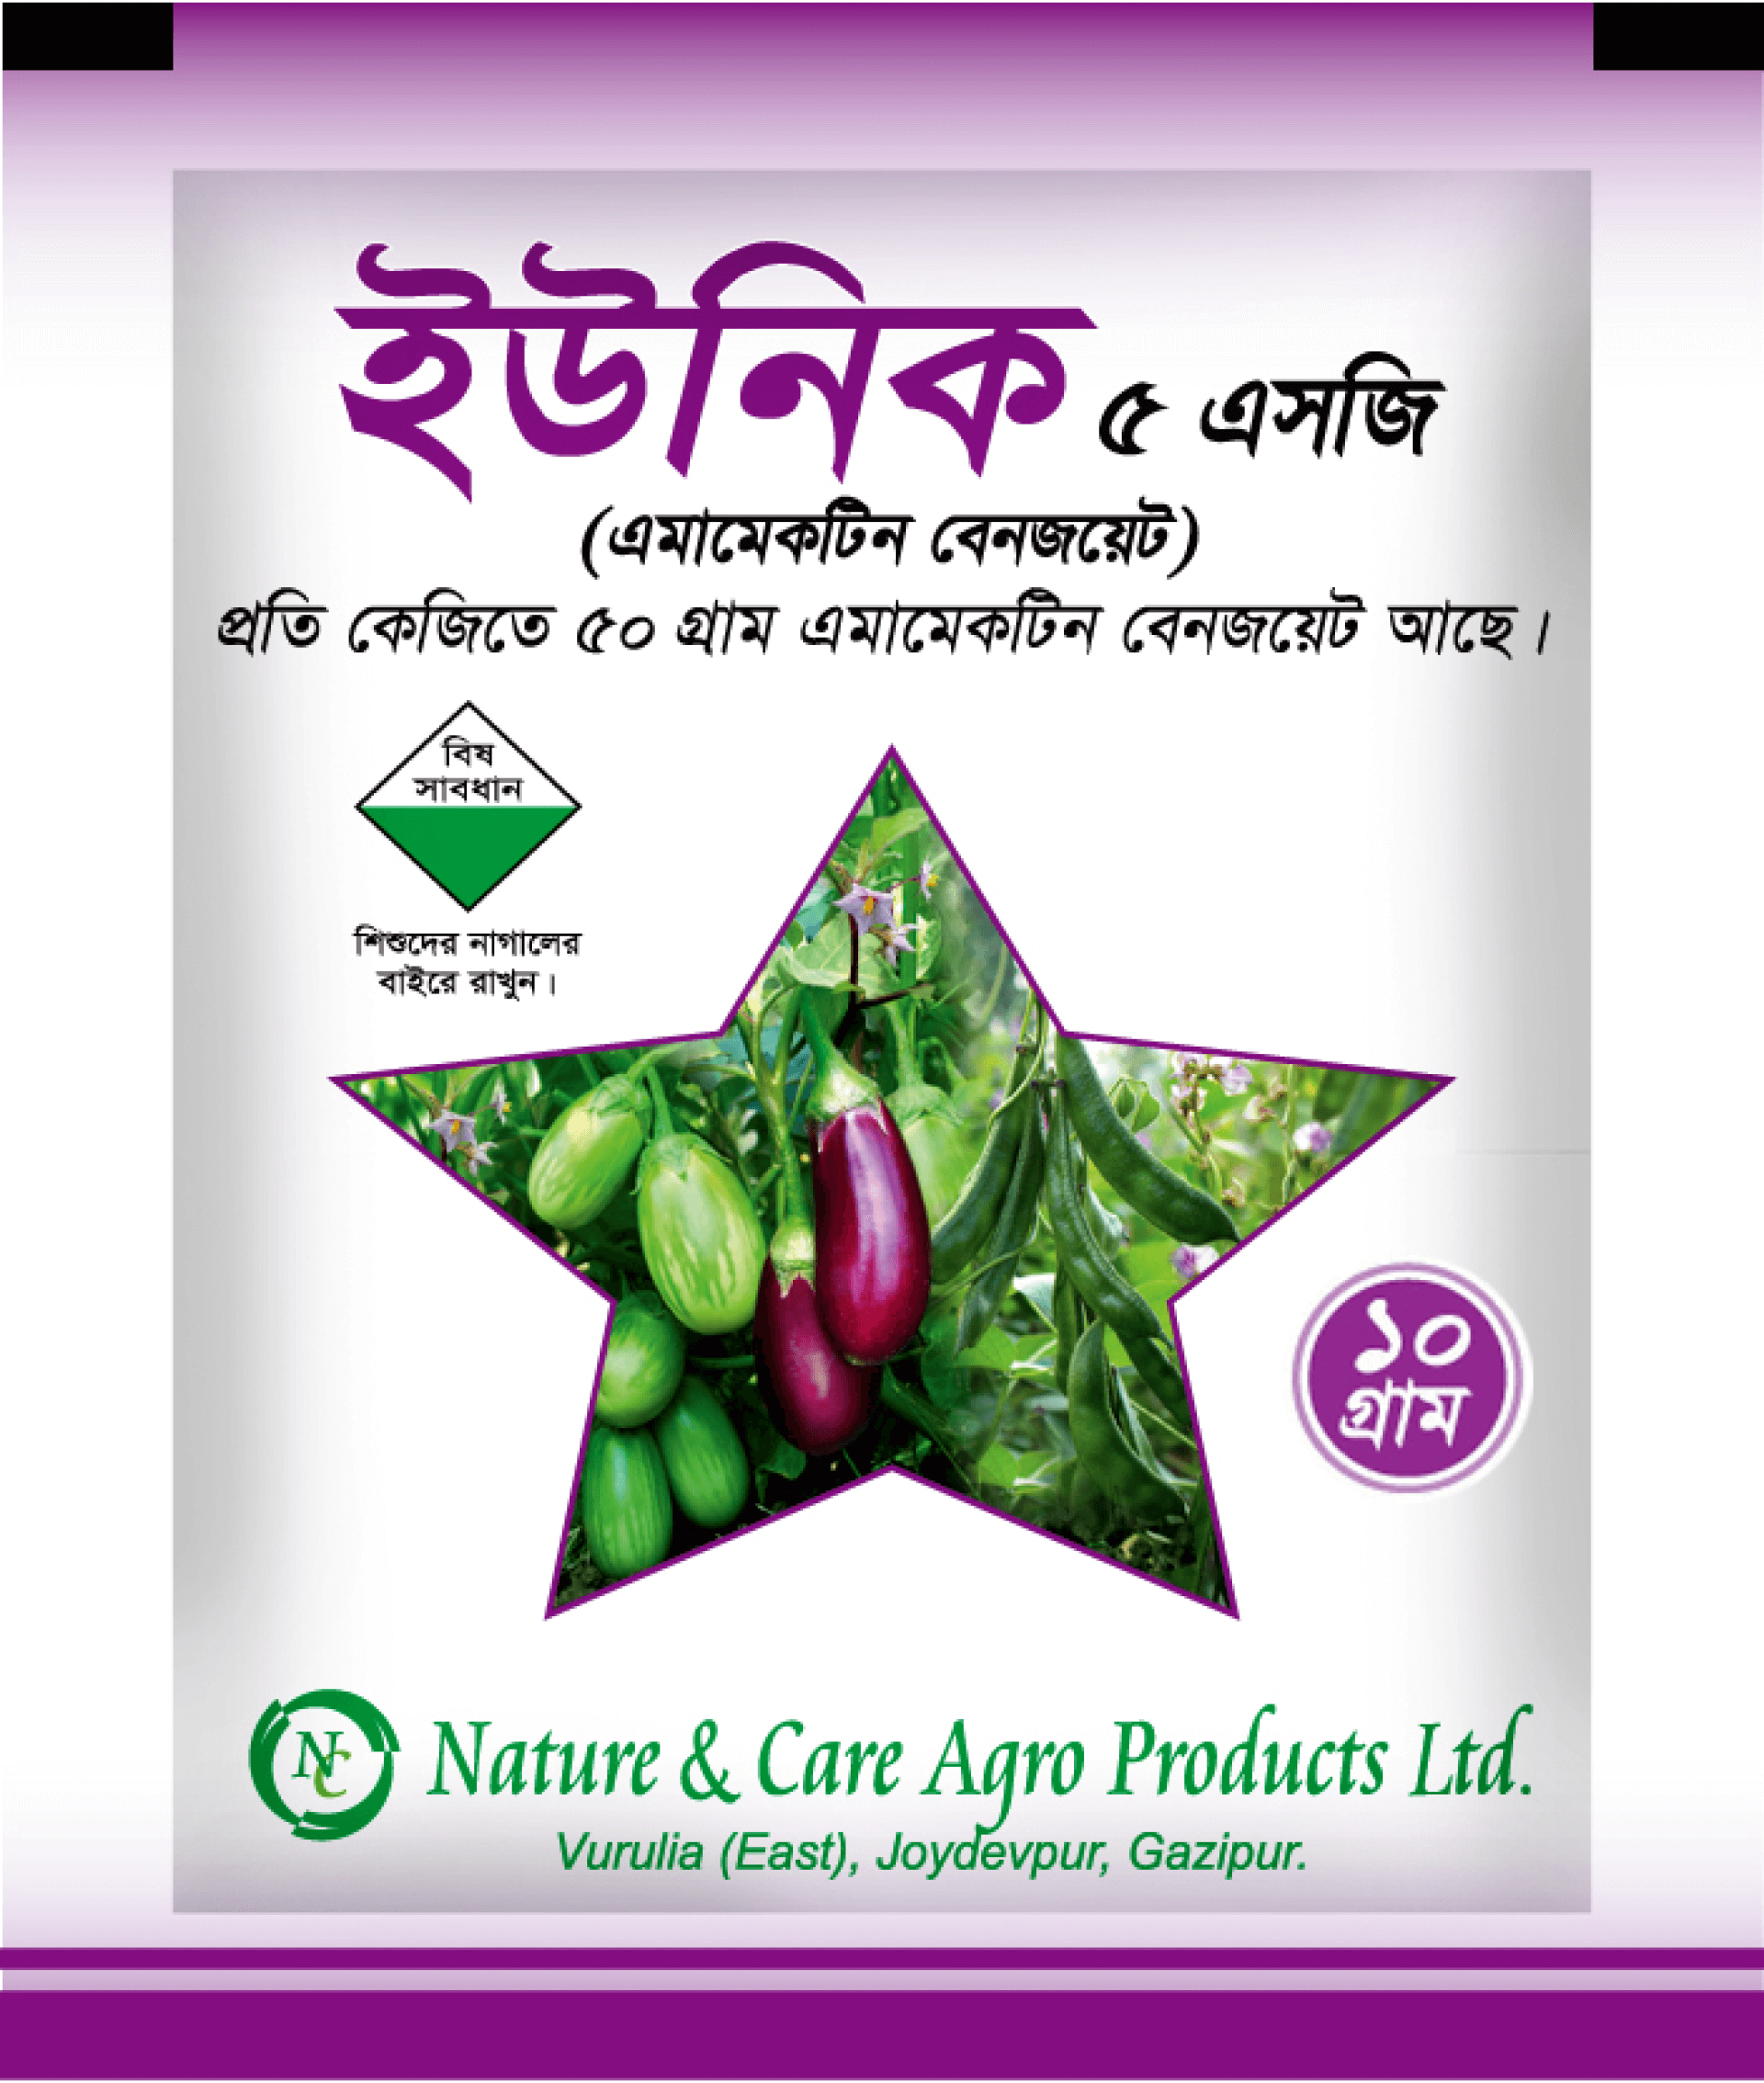 ইউনিক ৫ এসজি
(এমামেকটিন বেনজয়েট)
প্রতি কেজিতে ৫০ গ্রাম এমামেকটিন বেনজয়েট আছে।
বিষ
সাবধান
শিশুদের নাগালের
বাইরে রাখুন।
১০
গ্রাম
NC
Nature & Care Agro Products Ltd.
Vurulia (East), Joydevpur, Gazipur.